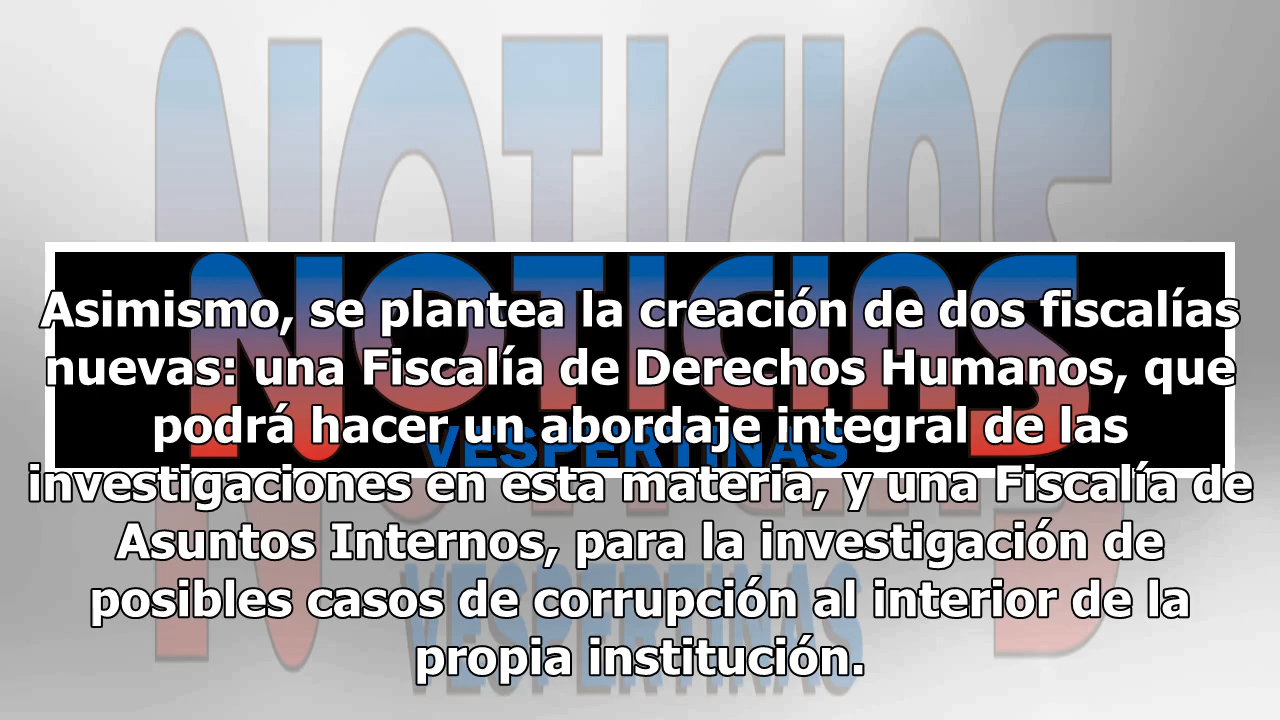 NOTICIAS
NOTICIAS
VESPERTINAS
Asimismo, se plantea la creación de dos fiscalías
nuevas: una Fiscalía de Derechos Humanos, que
podrá hacer un abordaje integral de las
investigaciones en esta materia, y una Fiscalía de
Asuntos Internos, para la investigación de
posibles casos de corrupción al interior de la
propia institución.
VESPERTINAS